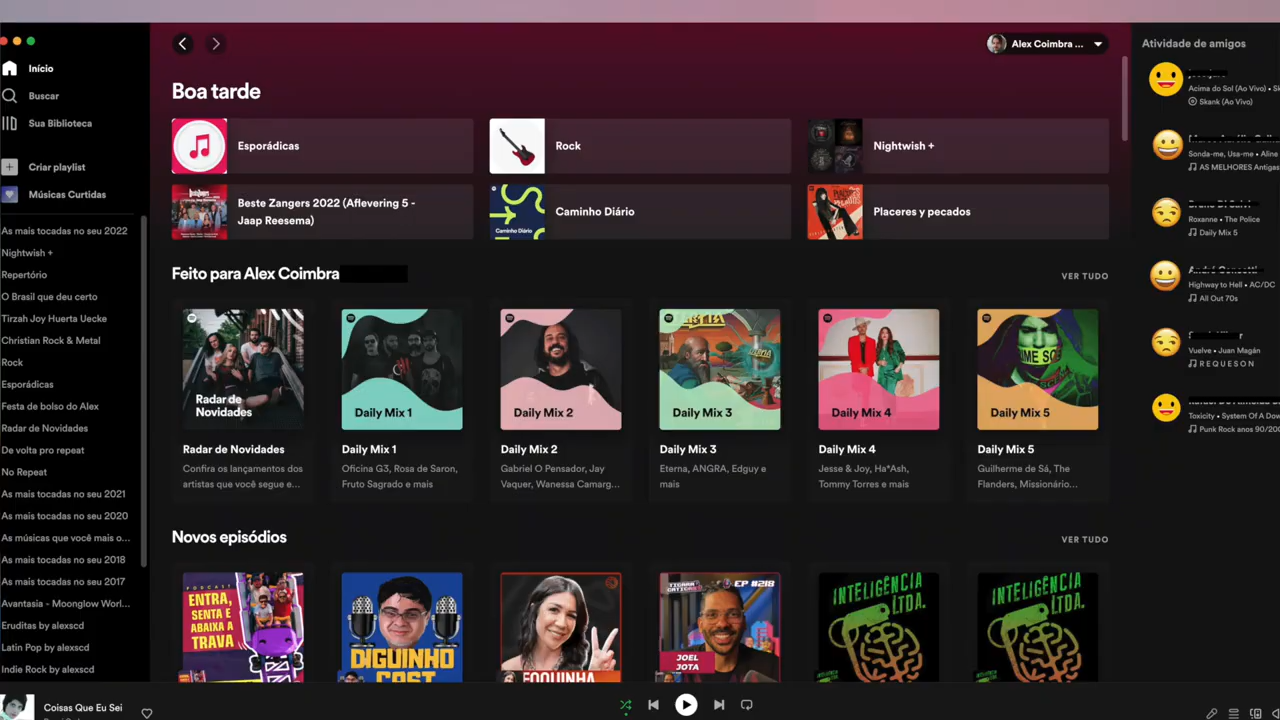 Início
Buscar
Sua Biblioteca
Criar playlist
Músicas Curtidas
As mais tocadas no seu 2022
Nightwish +
Repertório
O Brasil que deu certo
Tirzah Joy Huerta Uecke
Christian Rock & Metal
Rock
Esporádicas
Festa de bolso do Alex
Radar de Novidades
De volta pro repeat
No Repeat
As mais tocadas no seu 2021
As mais tocadas no seu 2020
As músicas que você mais o...
As mais tocadas no seu 2018
As mais tocadas no seu 2017
Avantasia - Moonglow Worl...
Eruditas by alexscd
Latin Pop by alexscd
Indie Rock by alexscd
Alex Coimbra ...
Boa tarde
Esporádicas
Rock
Nightwish +
Beste Zangers 2022 (Aflevering 5 -
Jaap Reesema)
Caminho Diário
Caminho Diário
Placeres y pecados
Feito para Alex Coimbra
VER TUDO
Radar de
Novidades
Daily Mix 1
Daily Mix 2
Daily Mix 3
Daily Mix 4
Daily Mix 5
Radar de Novidades
Confira os lançamentos dos
artistas que você segue e...
Daily Mix 1
Oficina G3, Rosa de Saron,
Fruto Sagrado e mais
Daily Mix 2
Gabriel O Pensador, Jay
Vaquer, Wanessa Camarg...
Daily Mix 3
Eterna, ANGRA, Edguy e
mais
Daily Mix 4
Jesse & Joy, Ha*Ash,
Tommy Torres e mais
Daily Mix 5
Guilherme de Sá, The
Flanders, Missionário...
Novos episódios
VER TUDO
PODCAST
ENTRA,
SENTA E
ABAIXA A
TRAVA
DIGUINHO
CAST
FOQUINHA
TICARA
CATICA
EP #218
JOEL
JOTA
INTELIGÊNCIA
LTDA.
INTELIGÊNCIA
LTDA.
Atividade de amigos
Acima do Sol (Ao Vivo) • Sk
Skank (Ao Vivo)
Sonda-me, Usa-me • Aline
AS MELHORES Antigas
Roxanne • The Police
Daily Mix 5
Highway to Hell • AC/DC
All Out 70s
Vuelve • Juan Magán
REQUESON
Toxicity • System Of A Dow
Punk Rock anos 90/200
Coisas Que Eu Sei